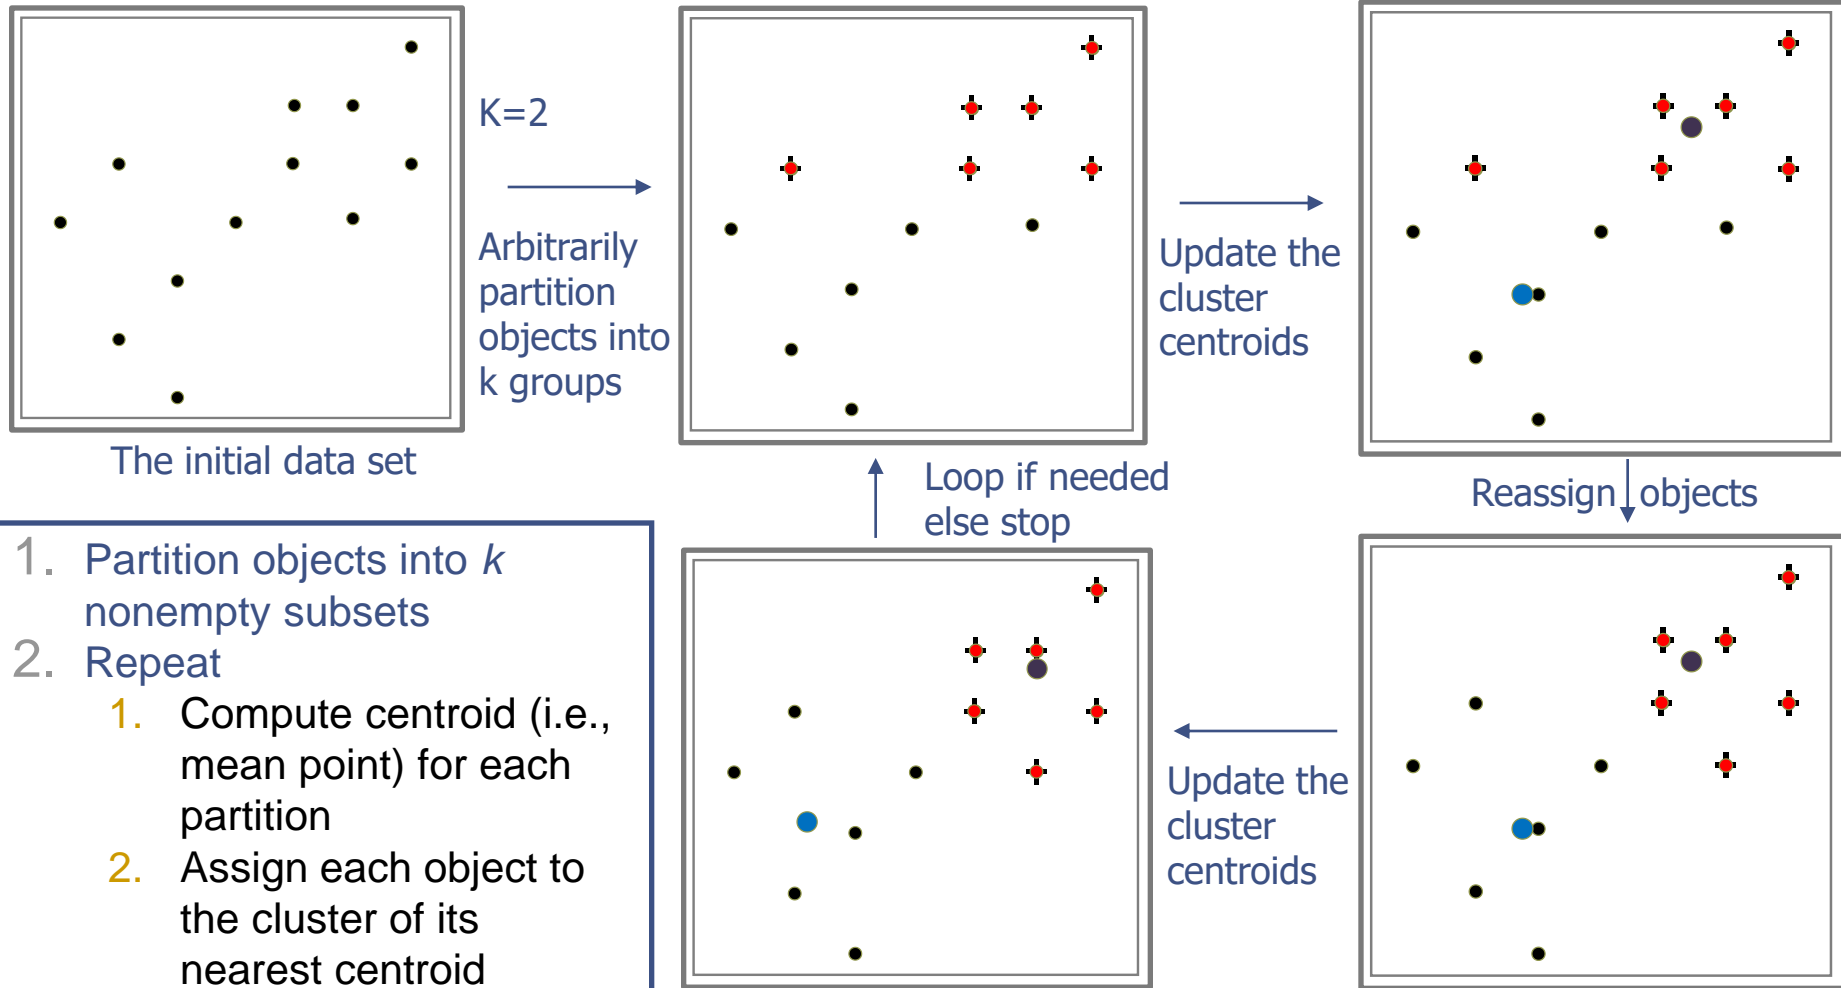 K=2
Arbitrarily
partition
objects into
k groups
Update the
cluster
centroids
The initial data set
Loop if needed
else stop
Reassign objects
1. Partition objects into k
nonempty subsets
2. Repeat
1. Compute centroid (i.e.,
mean point) for each
partition
2. Assign each object to
the cluster of its
nearest centroid
Update the
cluster
centroids